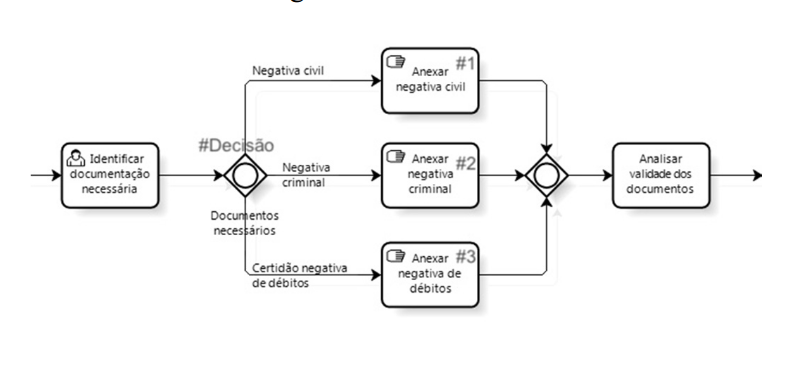 Identificar
documentação
necessária
#Decisão
Documentos
necessários
Negativa civil
Negativa
criminal
Certidão negativa
de débitos
#1
Anexar
negativa civil
#2
Anexar
negativa
criminal
#3
Anexar
negativa de
débitos
Analisar
validade dos
documentos